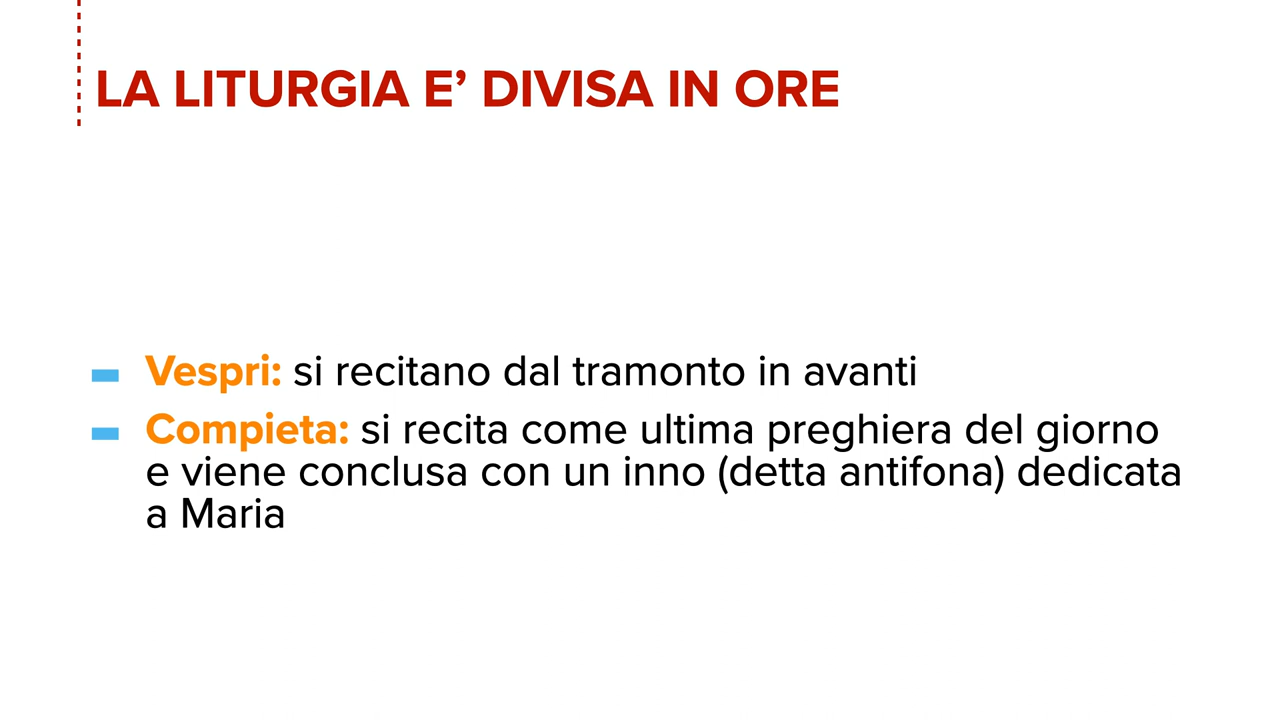 LA LITURGIA E’ DIVISA IN ORE
Vespri: si recitano dal tramonto in avanti
Compieta: si recita come ultima preghiera del giorno
e viene conclusa con un inno (detta antifona) dedicata
a Maria